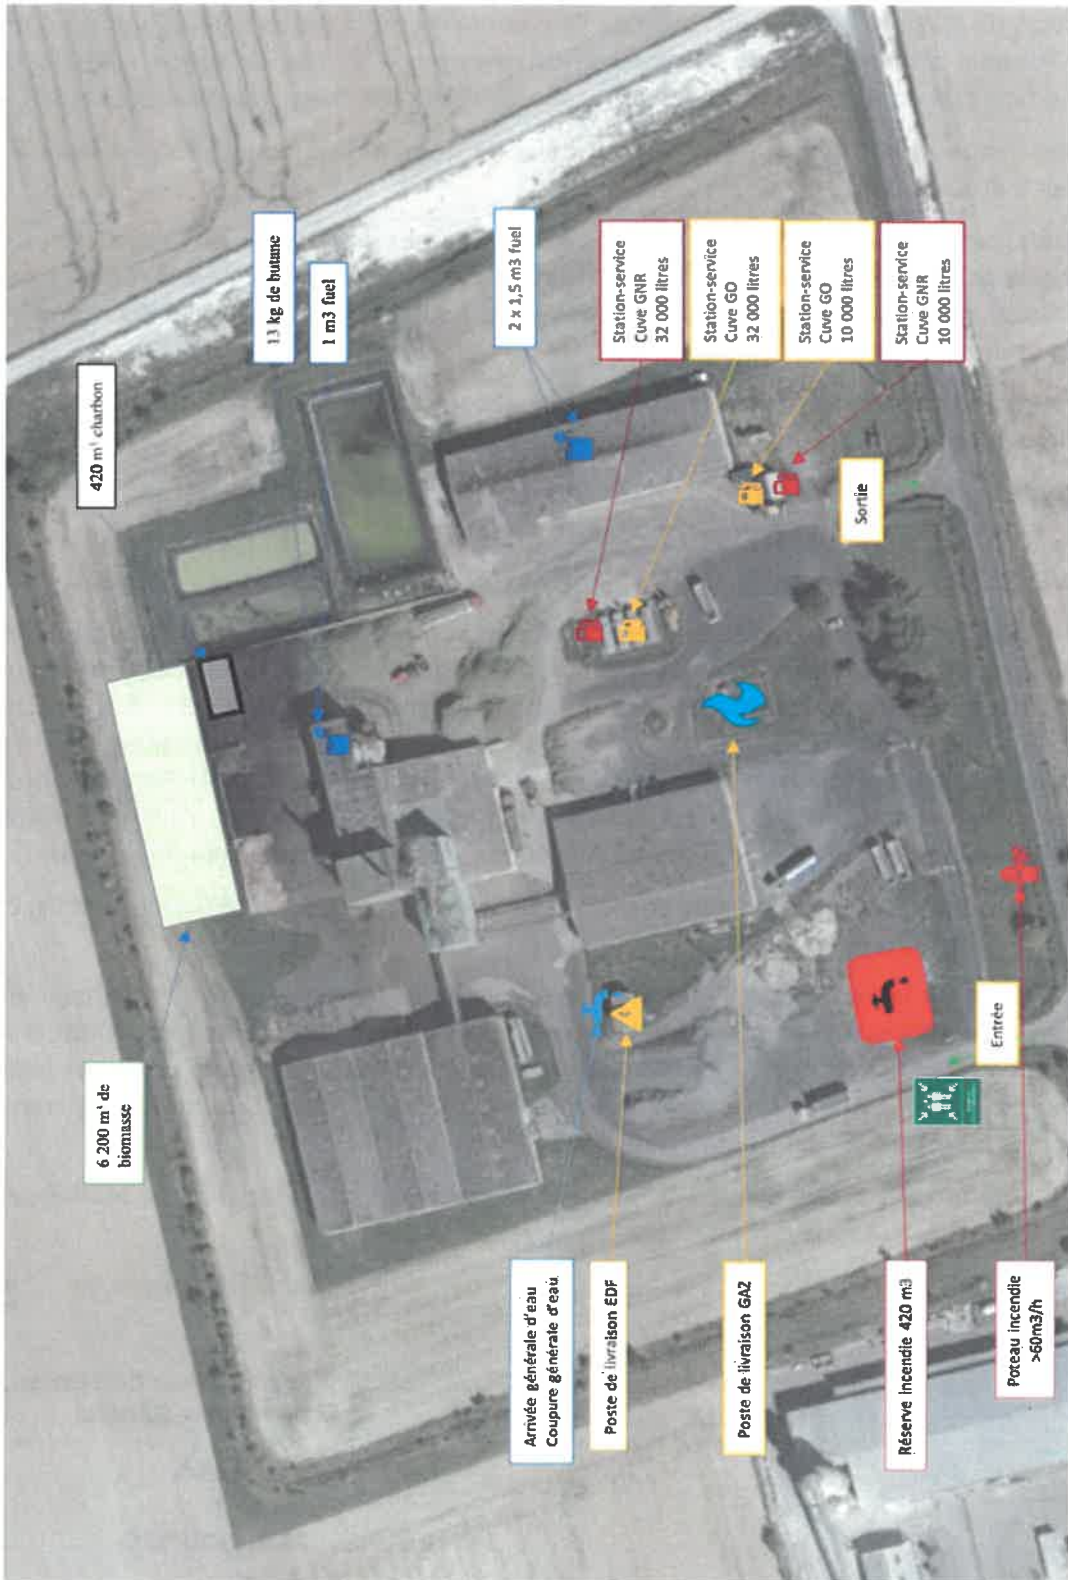 6 200 m³ de
biomasse
420 m³ charbon
13 kg de butane
1 m3 fuel
2 x 1,5 m3 fuel
Arrivée générale d'eau
Coupure générale d'eau
Poste de livraison EDF
Station-service
Cuve GNR
32 000 litres
Station-service
Cuve GO
32 000 litres
Poste de livraison GAZ
Station-service
Cuve GO
10 000 litres
Station-service
Cuve GNR
10 000 litres
Sortie
Réserve incendie 420 m3
Entrée
Poteau incendie
>60m3/h